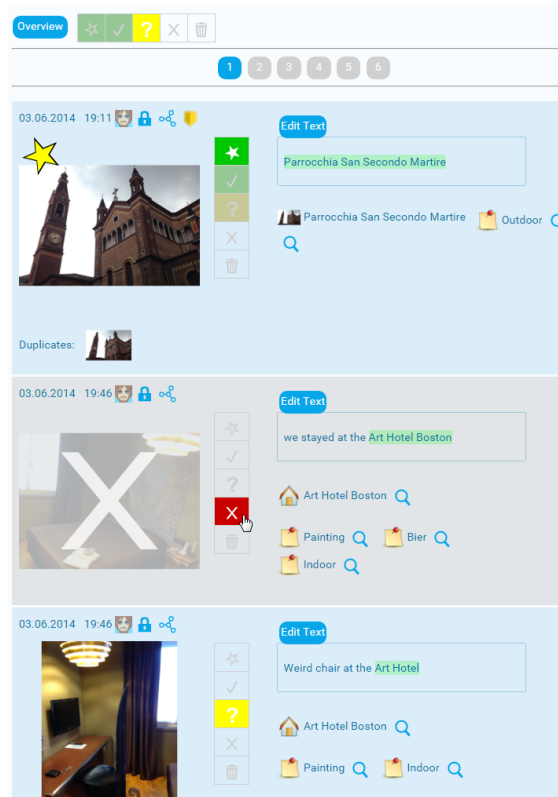 Overview
?
1 2 3 4 5 6
03.06.2014 19:11
Edit Text
Parrocchia San Secondo Martire
?
Parrocchia San Secondo Martire Outdoor
Duplicates:
03.06.2014 19:46
Edit Text
we stayed at the Art Hotel Boston
X
?
X
Art Hotel Boston
Painting Bier
Indoor
03.06.2014 19:46
Edit Text
Weird chair at the Art Hotel
?
Art Hotel Boston
Painting Indoor